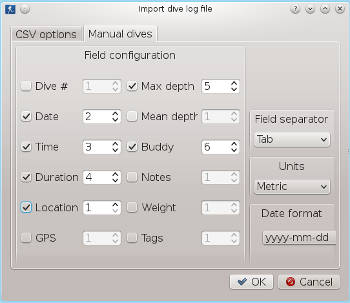 Import dive log file
CSV options Manual dives
Field configuration
Dive # 1 Max depth 5
Date 2 Mean depth 1
Time 3 Buddy 6
Duration 4 Notes 1
Location 1 Weight 1
GPS 1 Tags 1
Field separator
Tab
Units
Metric
Date format
yyyy-mm-dd
OK Cancel